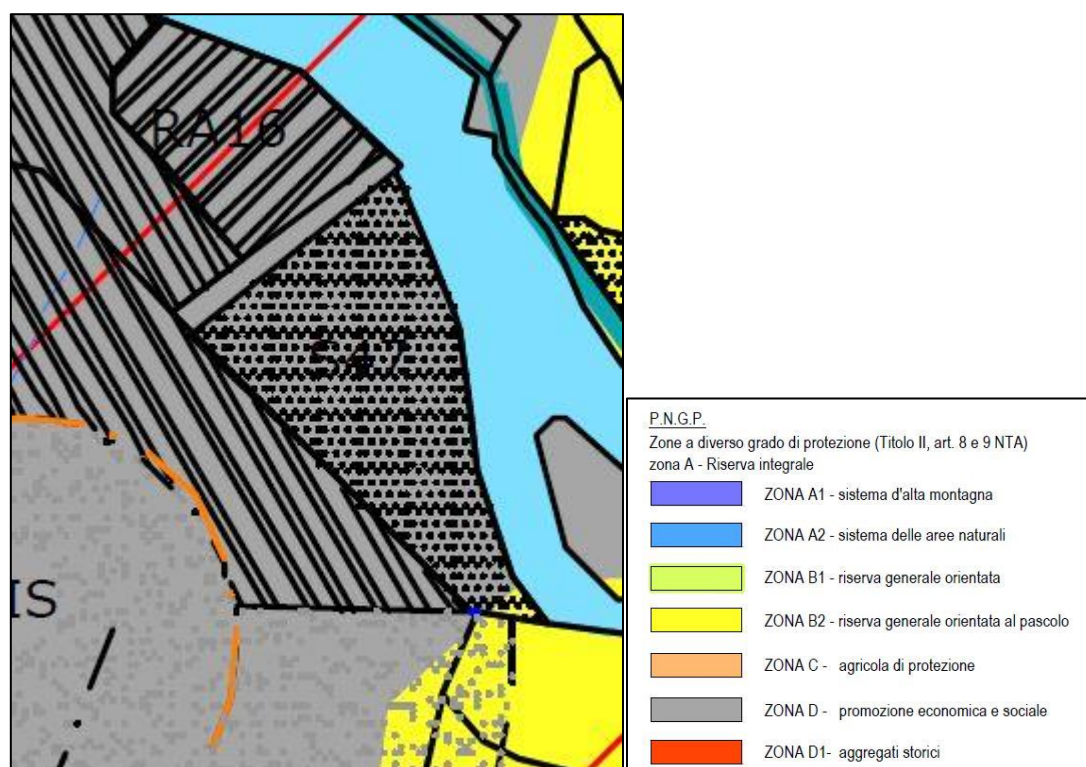 RA16
S47
IS
P.N.G.P.
Zone a diverso grado di protezione (Titolo II, art. 8 e 9 NTA)
zona A - Riserva integrale
ZONA A1 - sistema d'alta montagna
ZONA A2 - sistema delle aree naturali
ZONA B1 - riserva generale orientata
ZONA B2 - riserva generale orientata al pascolo
ZONA C - agricola di protezione
ZONA D - promozione economica e sociale
ZONA D1- aggregati storici